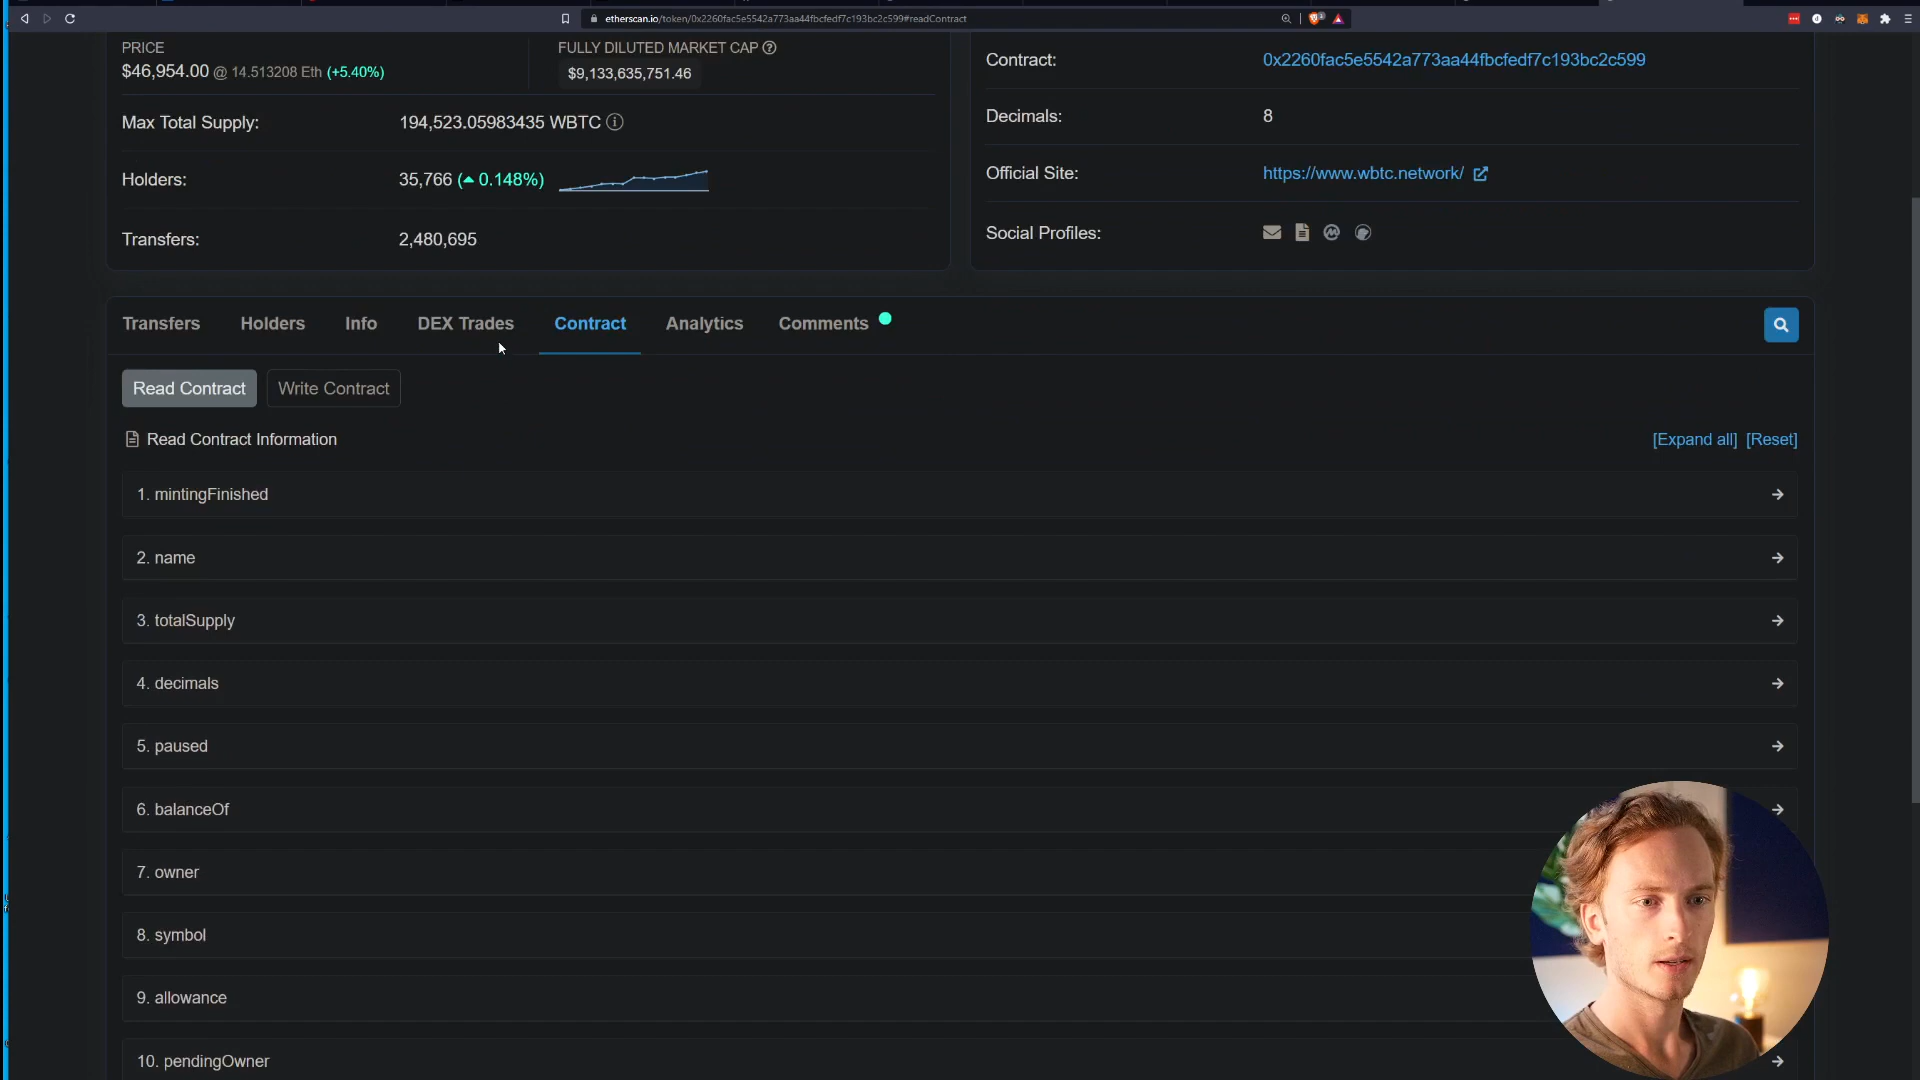 etherscan.io/token/0x2260fac5e5542a773aa44fbcfedf7c193bc2c599#readContract
PRICE
$46,954.00 @ 14.513208 Eth (+5.40%)
FULLY DILUTED MARKET CAP
$9,133,635,751.46
Max Total Supply:
194,523.05983435 WBTC
Holders:
35,766 (0.148%)
Transfers:
2,480,695
Contract:
0x2260fac5e5542a773aa44fbcfedf7c193bc2c599
Decimals:
8
Official Site:
https://www.wbtc.network/
Social Profiles:
Transfers
Holders
Info
DEX Trades
Contract
Analytics
Comments
Read Contract
Write Contract
Read Contract Information
[Expand all] [Reset]
1. mintingFinished
2. name
3. totalSupply
4. decimals
5. paused
6. balanceOf
7. owner
8. symbol
9. allowance
10. pendingOwner